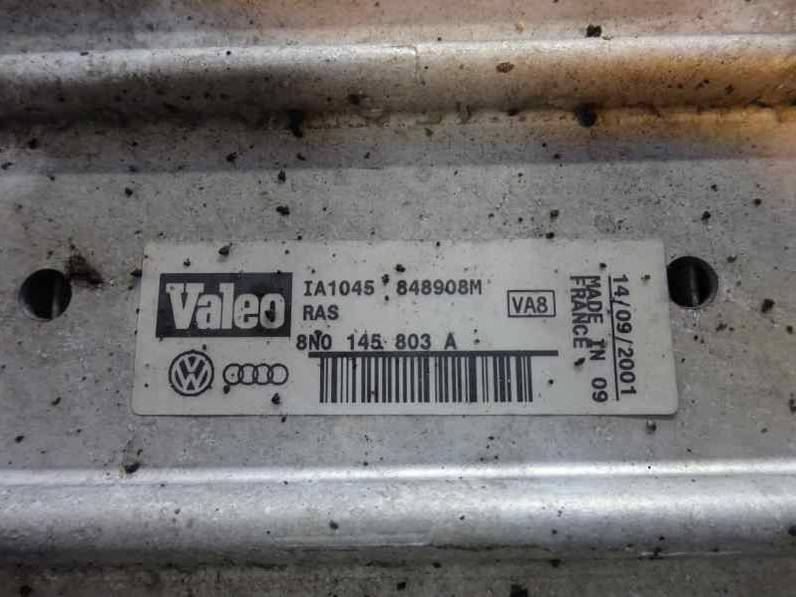 Valeo
IA1045 848908M
RAS
VA8
8N0 145 803 A
14/09/2001
MADE IN 09
FRANCE